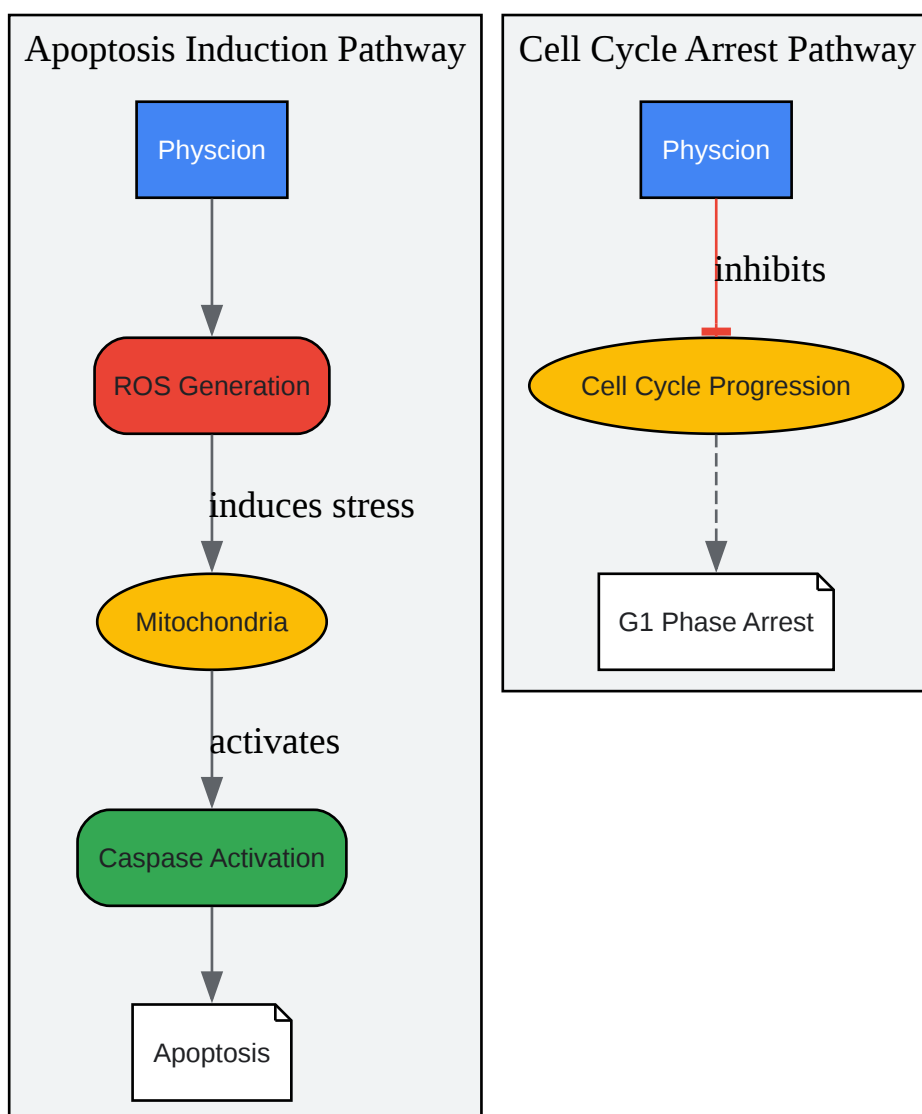 Apoptosis Induction Pathway
Physcion
ROS Generation
induces stress
Mitochondria
activates
Caspase Activation
Apoptosis
Cell Cycle Arrest Pathway
Physcion
inhibits
Cell Cycle Progression
G1 Phase Arrest